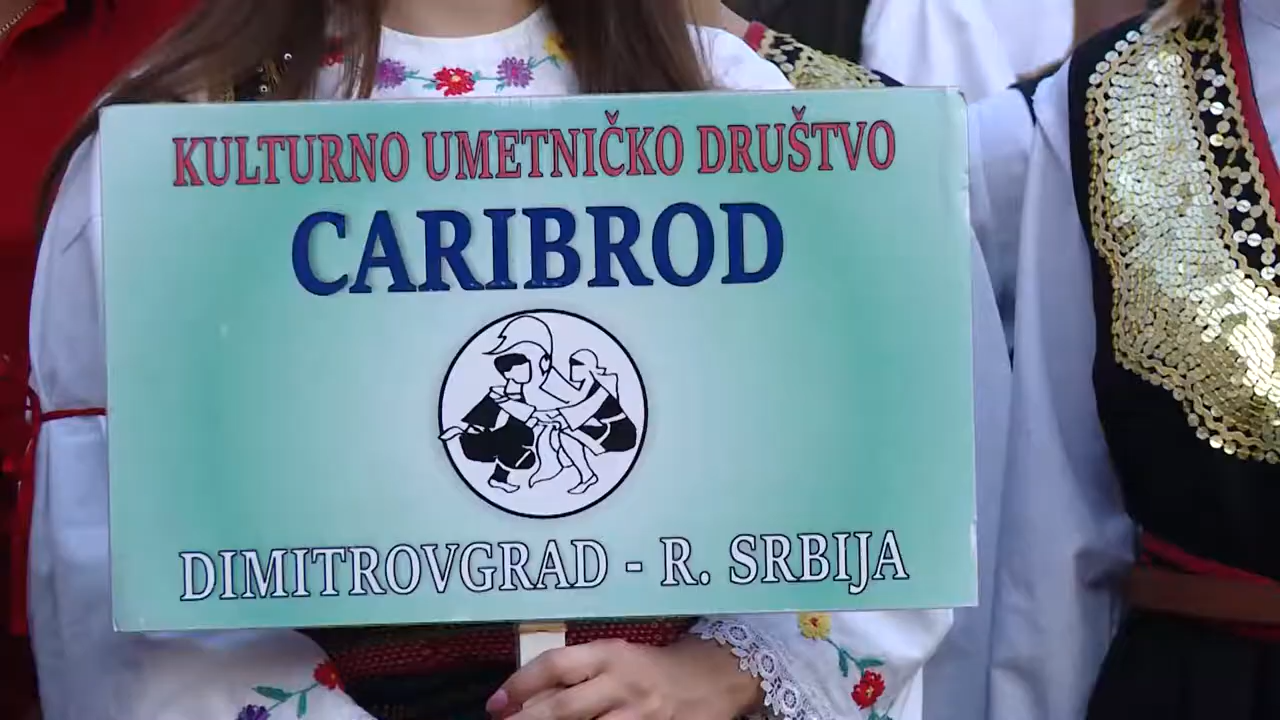 KULTURNO UMETNIČKO DRUŠTVO
CARIBROD
DIMITROVGRAD - R. SRBIJA